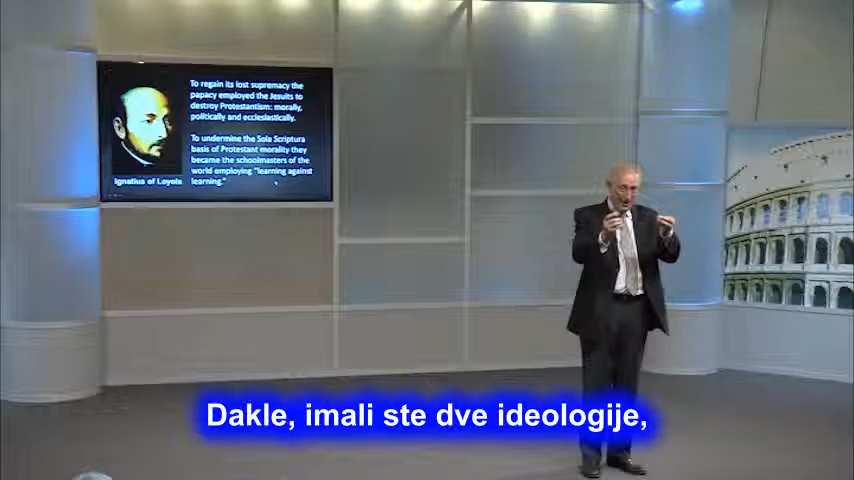 To regain its lost supremacy the
papacy employed the Jesuits to
destroy Protestantism: morally,
politically and ecclesiastically.
To undermine the Sola Scriptura
basis of Protestant morality they
became the schoolmasters of the
world employing "learning against
learning."
Ignatius of Loyola
Dakle, imali ste dve ideologije,